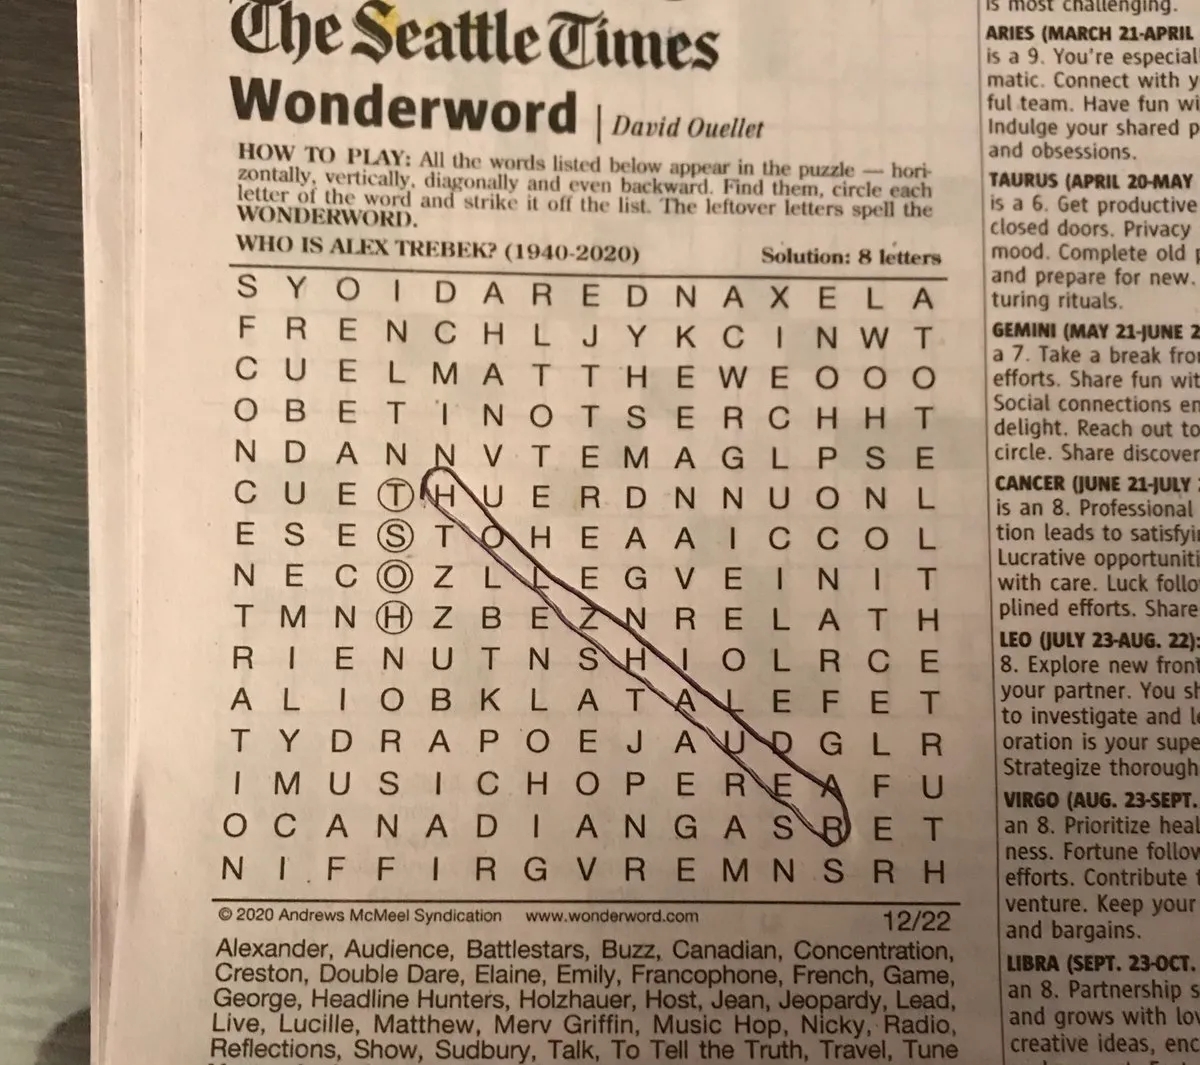 The Seattle Times
Wonderword | David Ouellet
HOW TO PLAY: All the words listed below appear in the puzzle — hori-
zontally, vertically, diagonally and even backward. Find them, circle each
letter of the word and strike it off the list. The leftover letters spell the
WONDERWORD.
WHO IS ALEX TREBEK? (1940-2020) Solution: 8 letters
S Y O I D A R E D N A X E L A
F R E N C H L J Y K C I N W T
C U E L M A T T H E W E O O O
O B E T I N O T S E R C H H T
N D A N N V T E M A G L P S E
C U E T H U E R D N N U O N L
E S E S T O H E A A I C C O L
N E C O Z L L E G V E I N I T
T M N H Z B E Z N R E L A T H
R I E N U T N S H I O L R C E
A L I O B K L A T A L E F E T
T Y D R A P O E J A U D G L R
I M U S I C H O P E R E A F U
O C A N A D I A N G A S R E T
N I F F I R G V R E M N S R H
© 2020 Andrews McMeel Syndication www.wonderword.com 12/22
Alexander, Audience, Battlestars, Buzz, Canadian, Concentration,
Creston, Double Dare, Elaine, Emily, Francophone, French, Game,
George, Headline Hunters, Holzhauer, Host, Jean, Jeopardy, Lead,
Live, Lucille, Matthew, Merv Griffin, Music Hop, Nicky, Radio,
Reflections, Show, Sudbury, Talk, To Tell the Truth, Travel, Tune
is most challenging.
ARIES (MARCH 21-APRIL
is a 9. You're especial
matic. Connect with y
ful team. Have fun wi
Indulge your shared p
and obsessions.
TAURUS (APRIL 20-MAY
is a 6. Get productive
closed doors. Privacy
mood. Complete old p
and prepare for new.
turing rituals.
GEMINI (MAY 21-JUNE 2
a 7. Take a break fro
efforts. Share fun wit
Social connections en
delight. Reach out to
circle. Share discover
CANCER (JUNE 21-JULY
is an 8. Professional
tion leads to satisfyi
Lucrative opportuniti
with care. Luck follo
plined efforts. Share
LEO (JULY 23-AUG. 22):
8. Explore new front
your partner. You sh
to investigate and le
oration is your supe
Strategize thorough
VIRGO (AUG. 23-SEPT.
an 8. Prioritize heal
ness. Fortune follow
efforts. Contribute t
venture. Keep your
and bargains.
LIBRA (SEPT. 23-OCT.
an 8. Partnership s
and grows with lov
creative ideas, enc